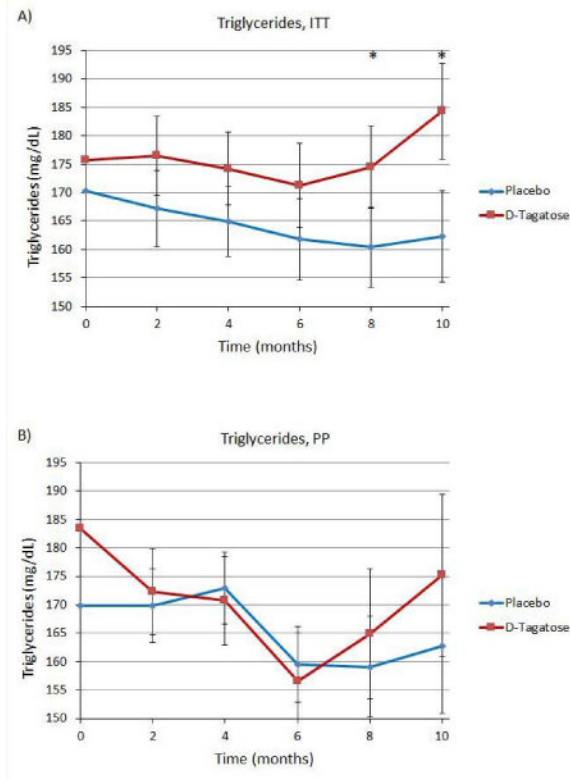 A)
Triglycerides, ITT
195
190
185
180
175
170
165
160
155
150
Triglycerides (mg/dL)
* *
0 2 4 6 8 10
Time (months)
Placebo
D-Tagatose
B)
Triglycerides, PP
195
190
185
180
175
170
165
160
155
150
Triglycerides (mg/dL)
0 2 4 6 8 10
Time (months)
Placebo
D-Tagatose